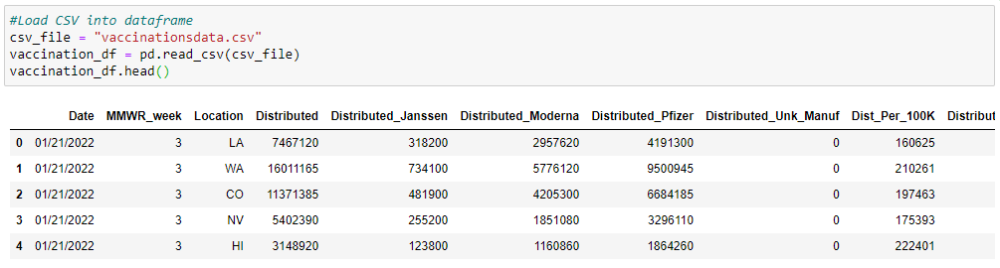 #Load CSV into dataframe
csv_file = "vaccinationsdata.csv"
vaccination_df = pd.read_csv(csv_file)
vaccination_df.head()
Date MMWR_week Location Distributed Distributed_Janssen Distributed_Moderna Distributed_Pfizer Distributed_Unk_Manuf Dist_Per_100K Distribut
0 01/21/2022 3 LA 7467120 318200 2957620 4191300 0 160625
1 01/21/2022 3 WA 16011165 734100 5776120 9500945 0 210261
2 01/21/2022 3 CO 11371385 481900 4205300 6684185 0 197463
3 01/21/2022 3 NV 5402390 255200 1851080 3296110 0 175393
4 01/21/2022 3 HI 3148920 123800 1160860 1864260 0 222401